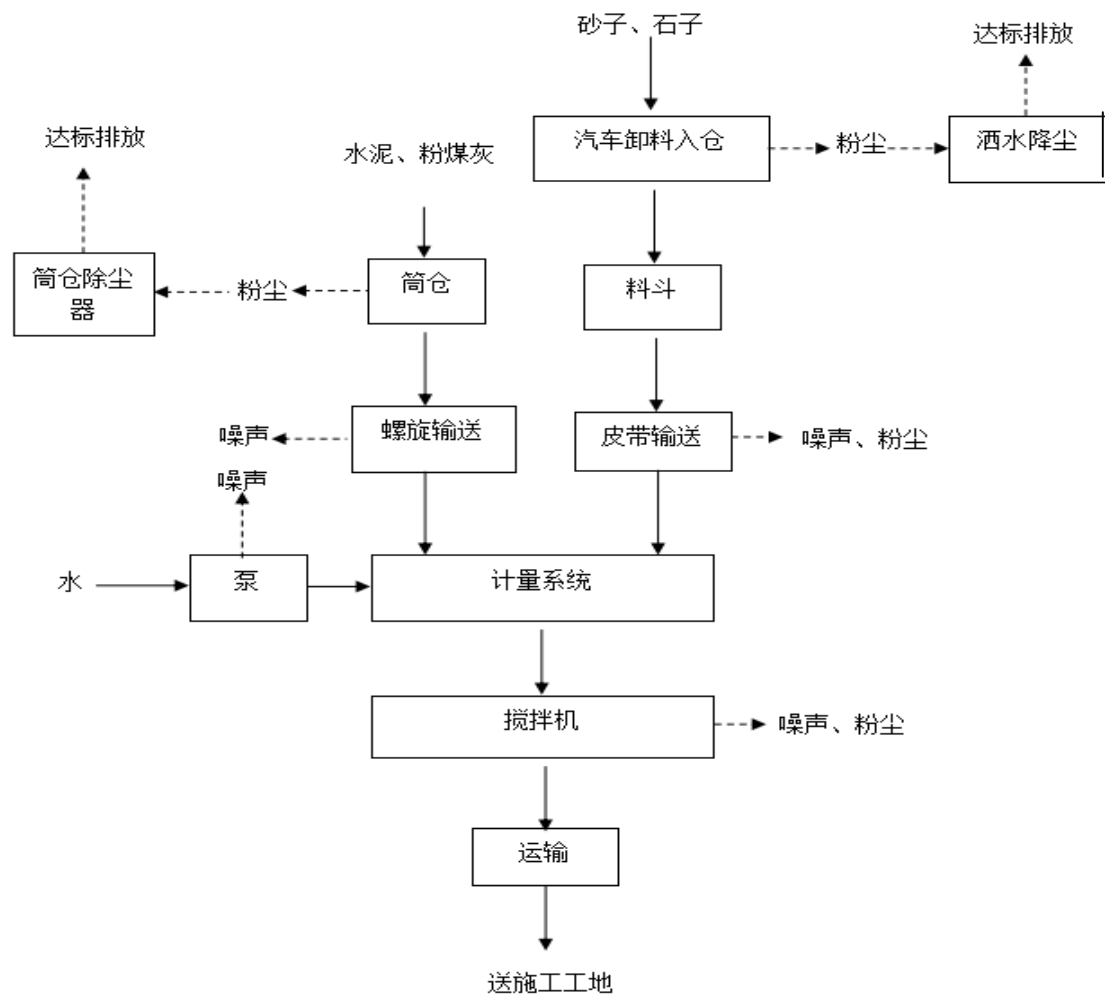 砂子、石子
达标排放
达标排放
水泥、粉煤灰
汽车卸料入仓
粉尘
洒水降尘
筒仓除尘
器
粉尘
筒仓
料斗
噪声
螺旋输送
皮带输送
噪声、粉尘
噪声
水
泵
计量系统
搅拌机
噪声、粉尘
运输
送施工工地